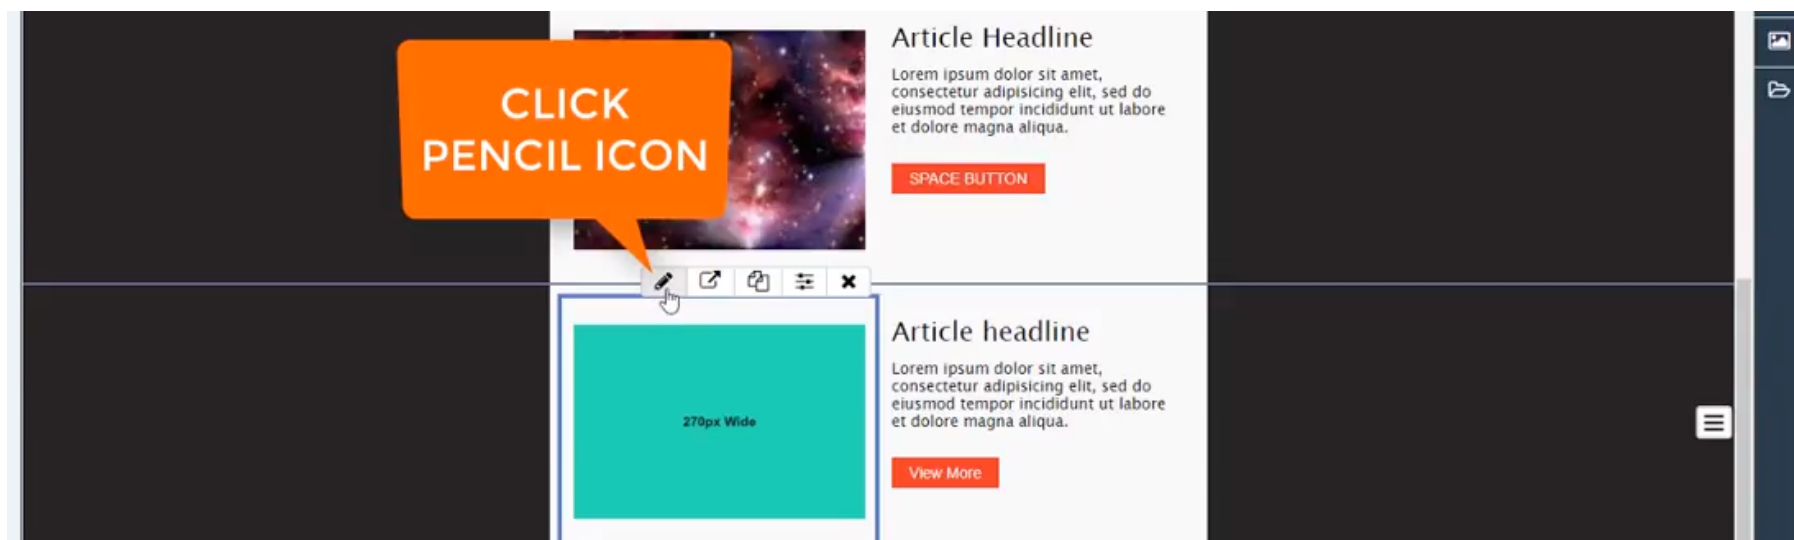 CLICK
PENCIL ICON
Article Headline
Lorem ipsum dolor sit amet,
consectetur adipisicing elit, sed do
eiusmod tempor incididunt ut labore
et dolore magna aliqua.
SPACE BUTTON
270px Wide
Article headline
Lorem ipsum dolor sit amet,
consectetur adipisicing elit, sed do
eiusmod tempor incididunt ut labore
et dolore magna aliqua.
View More